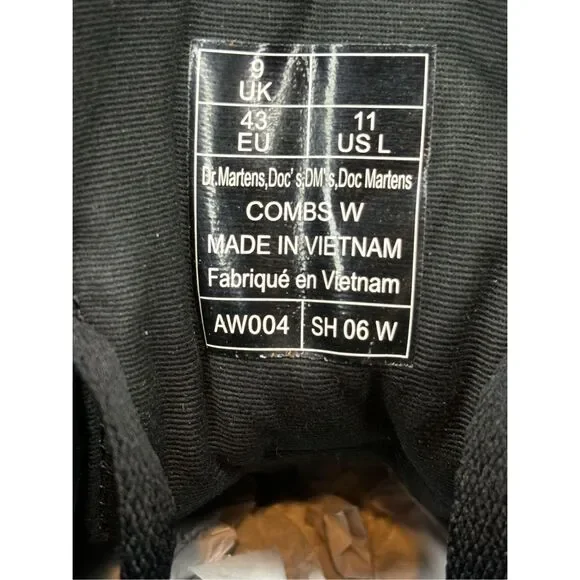 9
UK
43
EU
11
US L
Dr.Martens,Doc's,DM's,Doc Martens
COMBS W
MADE IN VIETNAM
Fabriqué en Vietnam
AW004
SH 06 W